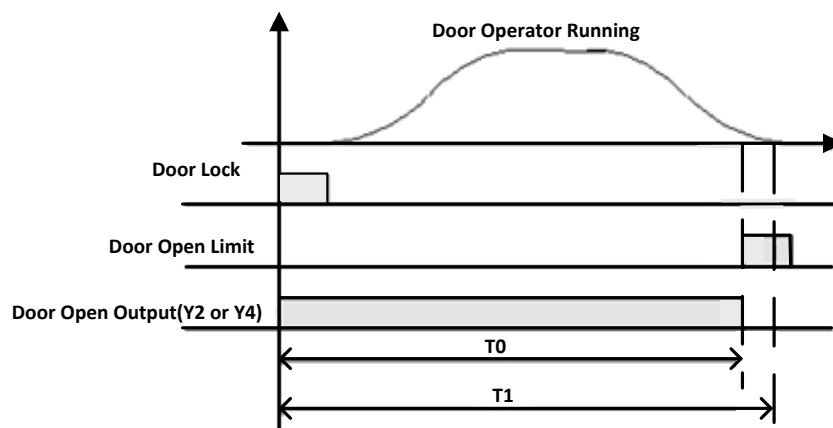 Door Operator Running
Door Lock
Door Open Limit
Door Open Output(Y2 or Y4)
T0
T1